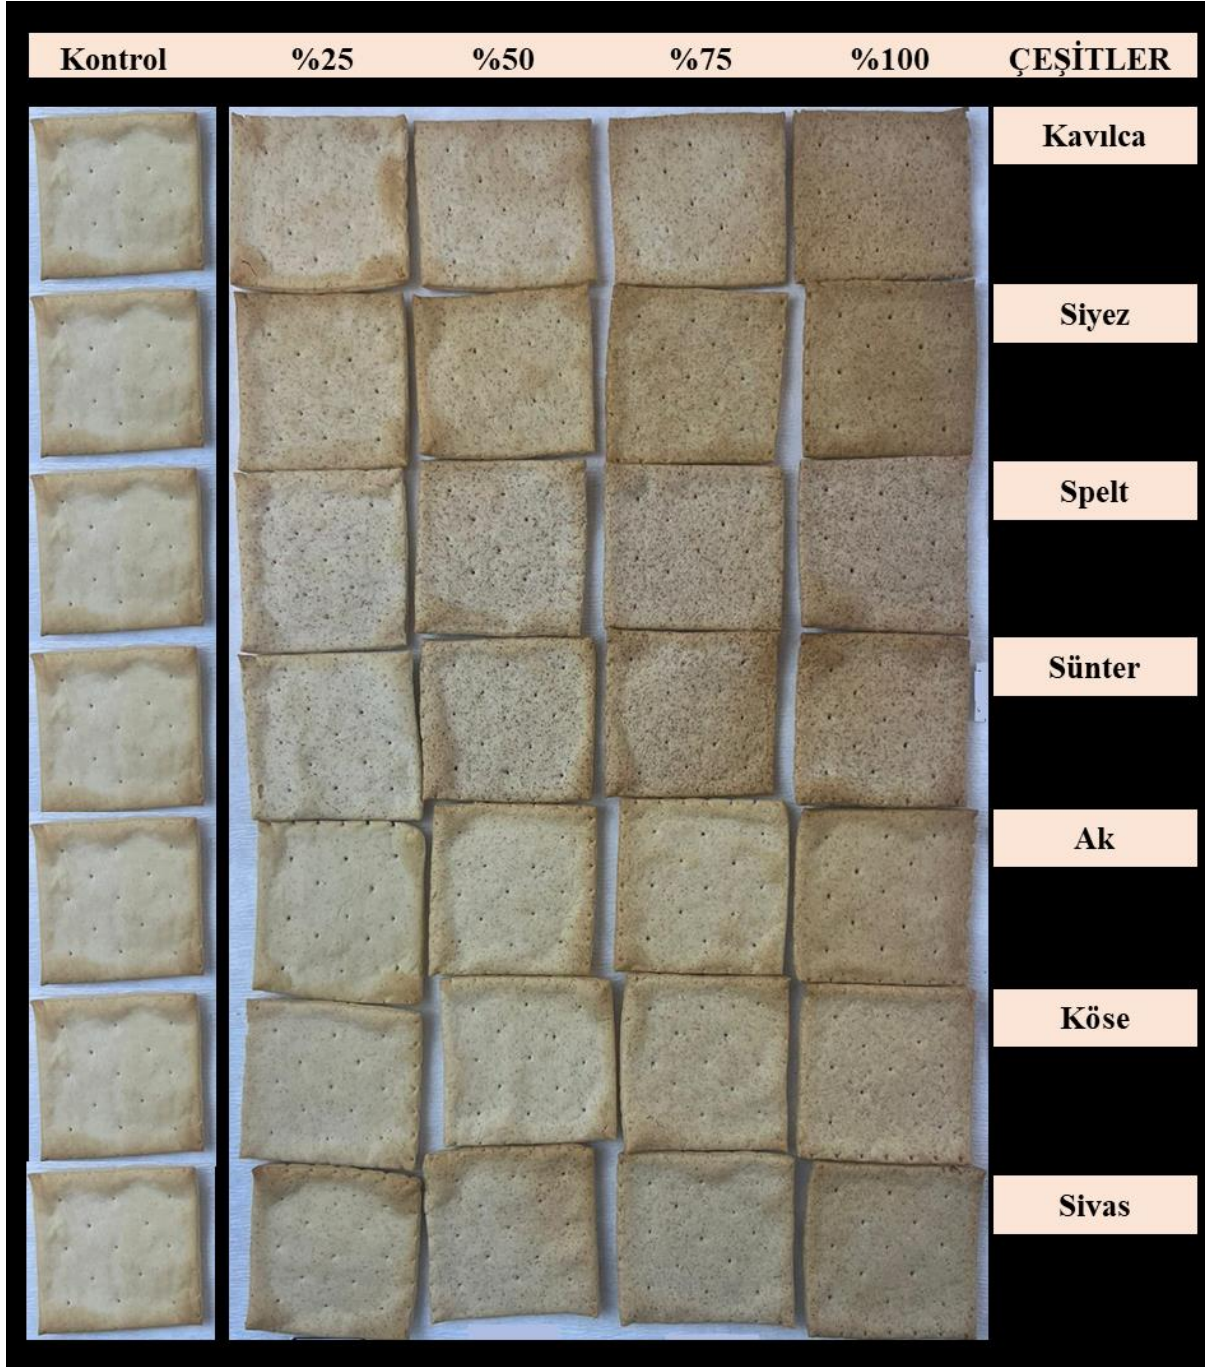 Kontrol %25 %50 %75 %100 ÇEŞİTLER
Kavılca
Siyez
Spelt
Sünter
Ak
Köse
Sivas